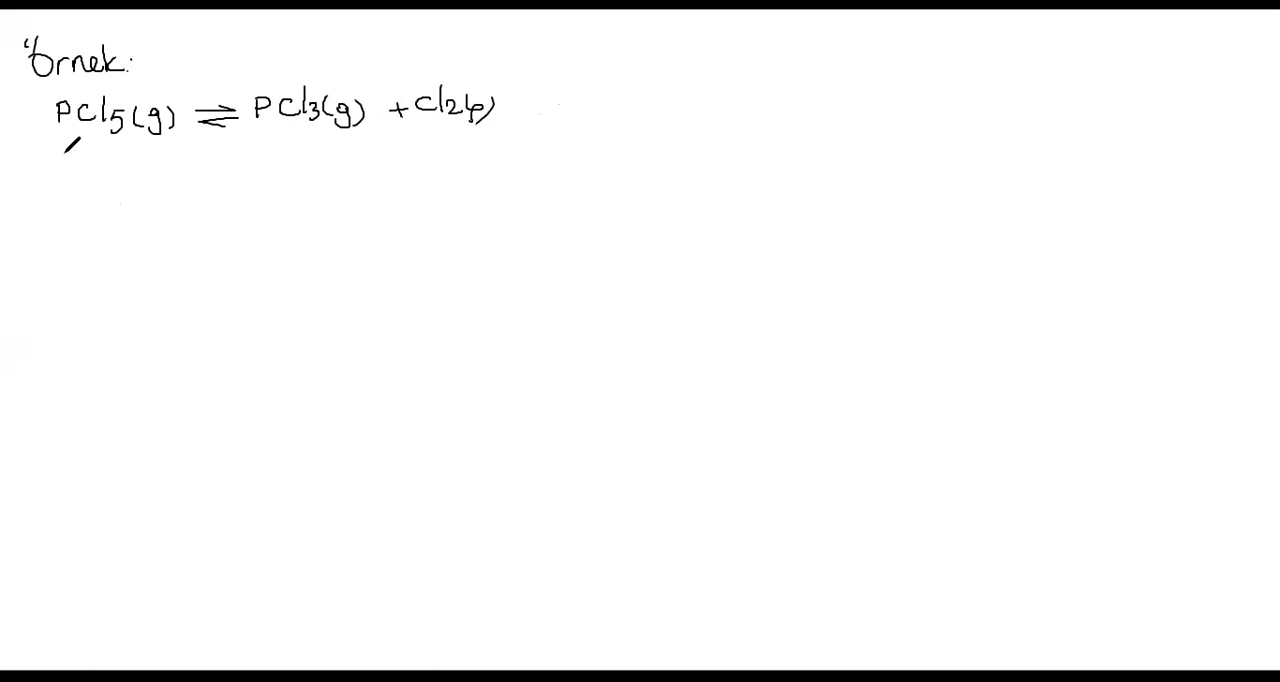 Örnek:
PCl5(g) ⇌ PCl3(g) + Cl2(g)